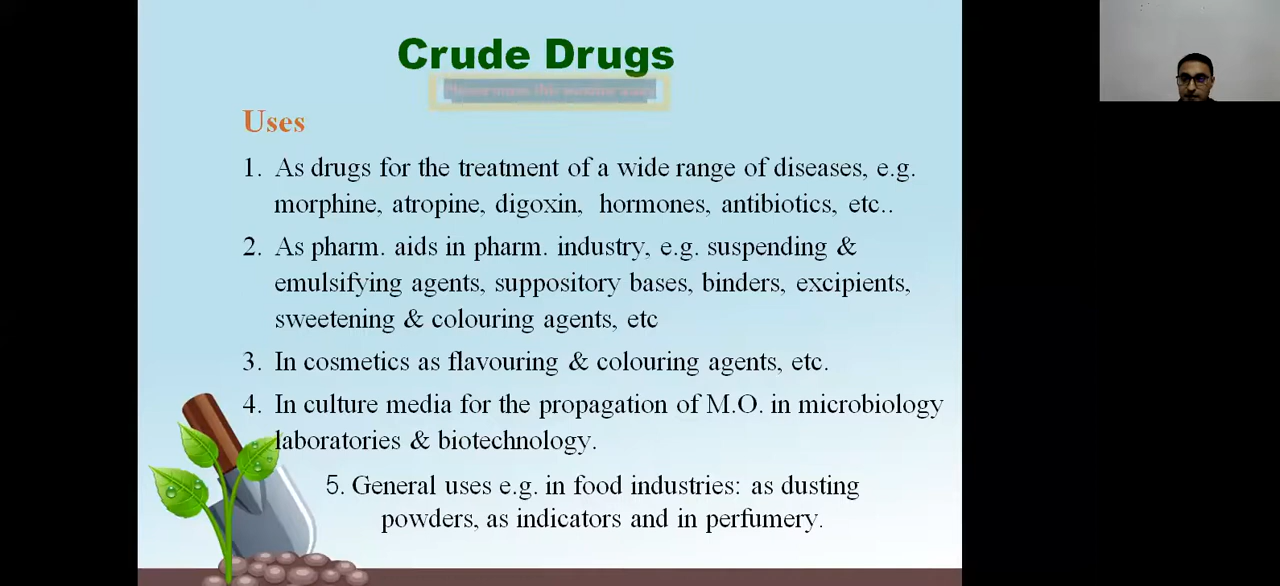 Crude Drugs
Uses
1. As drugs for the treatment of a wide range of diseases, e.g.
morphine, atropine, digoxin, hormones, antibiotics, etc..
2. As pharm. aids in pharm. industry, e.g. suspending &
emulsifying agents, suppository bases, binders, excipients,
sweetening & colouring agents, etc
3. In cosmetics as flavouring & colouring agents, etc.
4. In culture media for the propagation of M.O. in microbiology
laboratories & biotechnology.
5. General uses e.g. in food industries: as dusting
powders, as indicators and in perfumery.